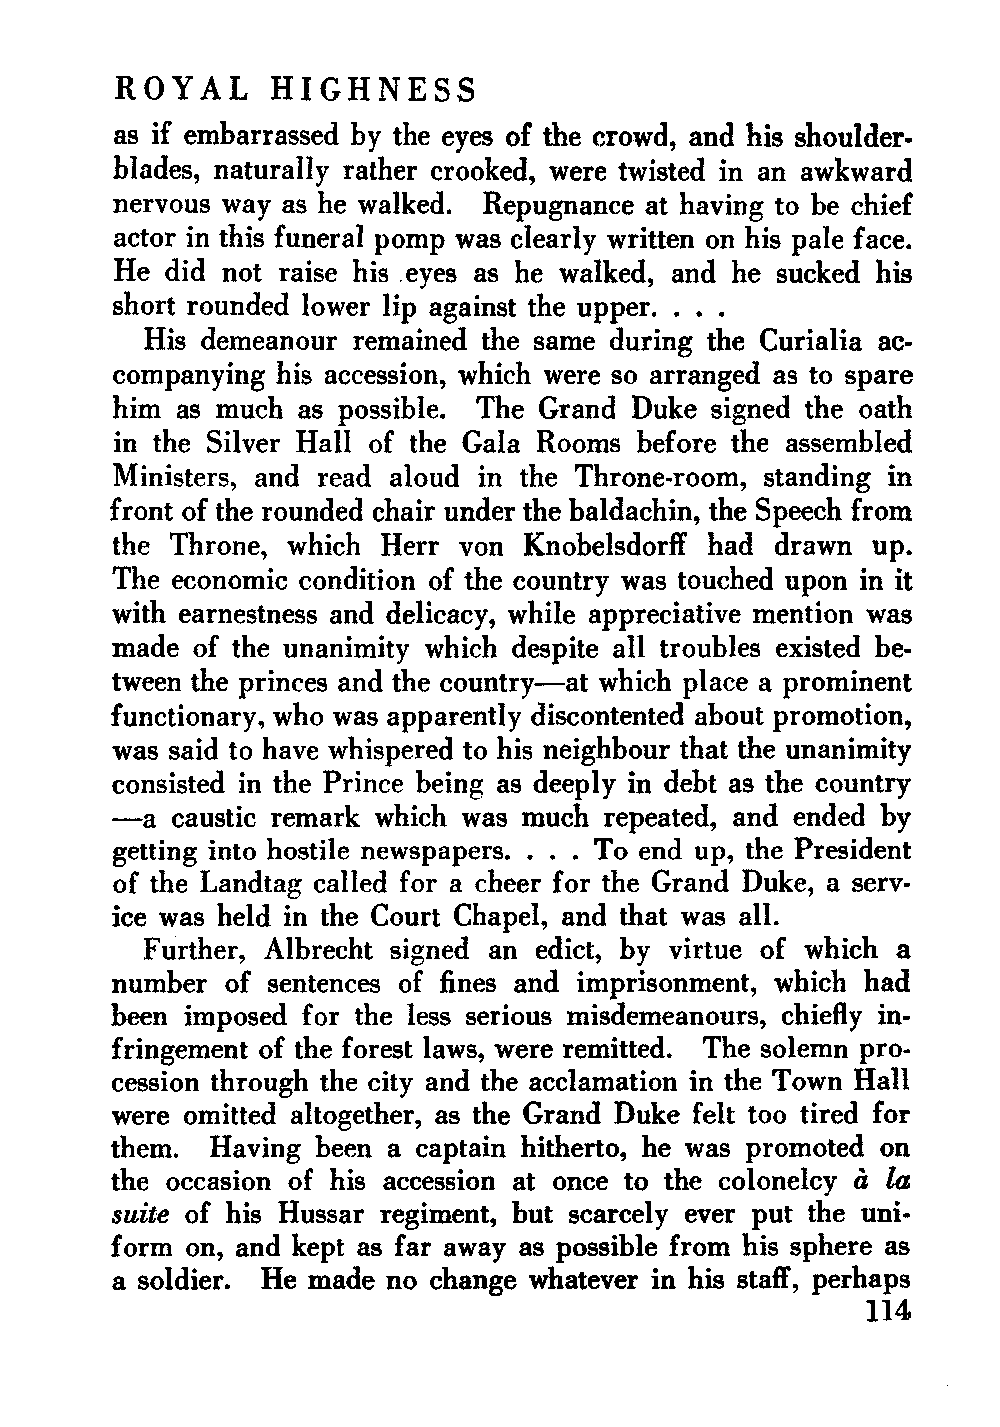 ROYAL HIGHNESS
as if embarrassed by the eyes of the crowd, and his shoulder-
blades, naturally rather crooked, were twisted in an awkward
nervous way as he walked. Repugnance at having to be chief
actor in this funeral pomp was clearly written on his pale face.
He did not raise his eyes as he walked, and he sucked his
short rounded lower lip against the upper. . . .
His demeanour remained the same during the Curialia ac-
companying his accession, which were so arranged as to spare
him as much as possible. The Grand Duke signed the oath
in the Silver Hall of the Gala Rooms before the assembled
Ministers, and read aloud in the Throne-room, standing in
front of the rounded chair under the baldachin, the Speech from
the Throne, which Herr von Knobelsdorff had drawn up.
The economic condition of the country was touched upon in it
with earnestness and delicacy, while appreciative mention was
made of the unanimity which despite all troubles existed be-
tween the princes and the country—at which place a prominent
functionary, who was apparently discontented about promotion,
was said to have whispered to his neighbour that the unanimity
consisted in the Prince being as deeply in debt as the country
—a caustic remark which was much repeated, and ended by
getting into hostile newspapers. . . . To end up, the President
of the Landtag called for a cheer for the Grand Duke, a serv-
ice was held in the Court Chapel, and that was all.
Further, Albrecht signed an edict, by virtue of which a
number of sentences of fines and imprisonment, which had
been imposed for the less serious misdemeanours, chiefly in-
fringement of the forest laws, were remitted. The solemn pro-
cession through the city and the acclamation in the Town Hall
were omitted altogether, as the Grand Duke felt too tired for
them. Having been a captain hitherto, he was promoted on
the occasion of his accession at once to the colonelcy à la
suite of his Hussar regiment, but scarcely ever put the uni-
form on, and kept as far away as possible from his sphere as
a soldier. He made no change whatever in his staff, perhaps
114